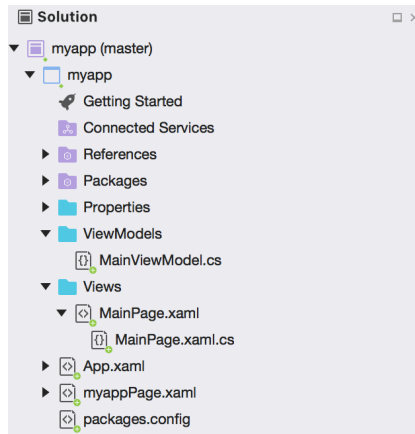 Solution
myapp (master)
myapp
Getting Started
Connected Services
References
Packages
Properties
ViewModels
MainViewModel.cs
Views
MainPage.xaml
MainPage.xaml.cs
App.xaml
myappPage.xaml
packages.config